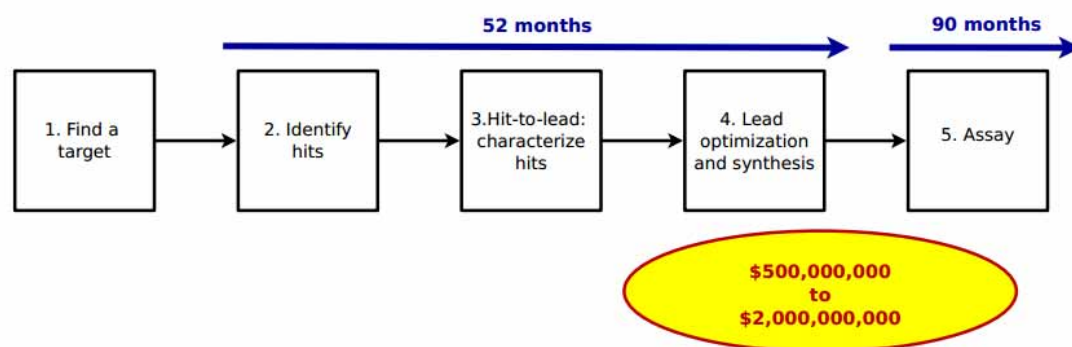 52 months
90 months
1. Find a
target
2. Identify
hits
3.Hit-to-lead:
characterize
hits
4. Lead
optimization
and synthesis
5. Assay
$500,000,000
to
$2,000,000,000